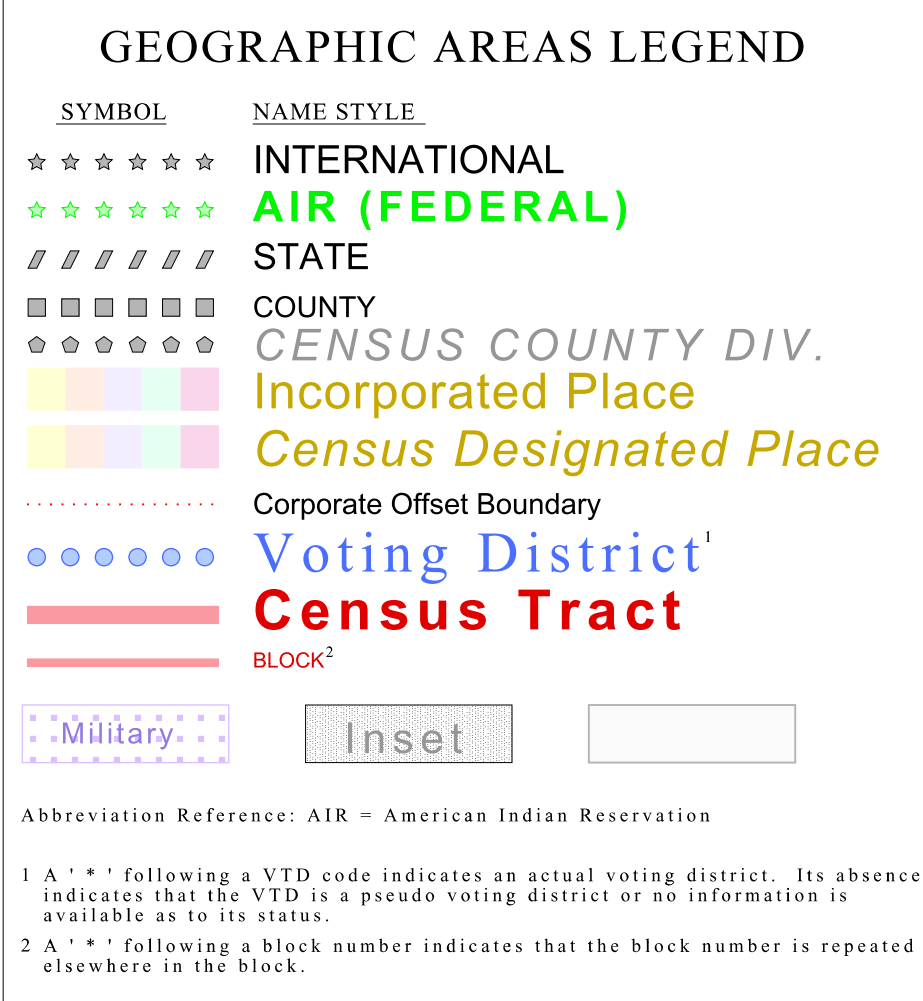 GEOGRAPHIC AREAS LEGEND
SYMBOL NAME STYLE
INTERNATIONAL
AIR (FEDERAL)
STATE
COUNTY
CENSUS COUNTY DIV.
Incorporated Place
Census Designated Place
Corporate Offset Boundary
Voting District1
Census Tract
BLOCK2
Military Inset
Abbreviation Reference: AIR = American Indian Reservation
1 A ' * ' following a VTD code indicates an actual voting district. Its absence
indicates that the VTD is a pseudo voting district or no information is
available as to its status.
2 A ' * ' following a block number indicates that the block number is repeated
elsewhere in the block.